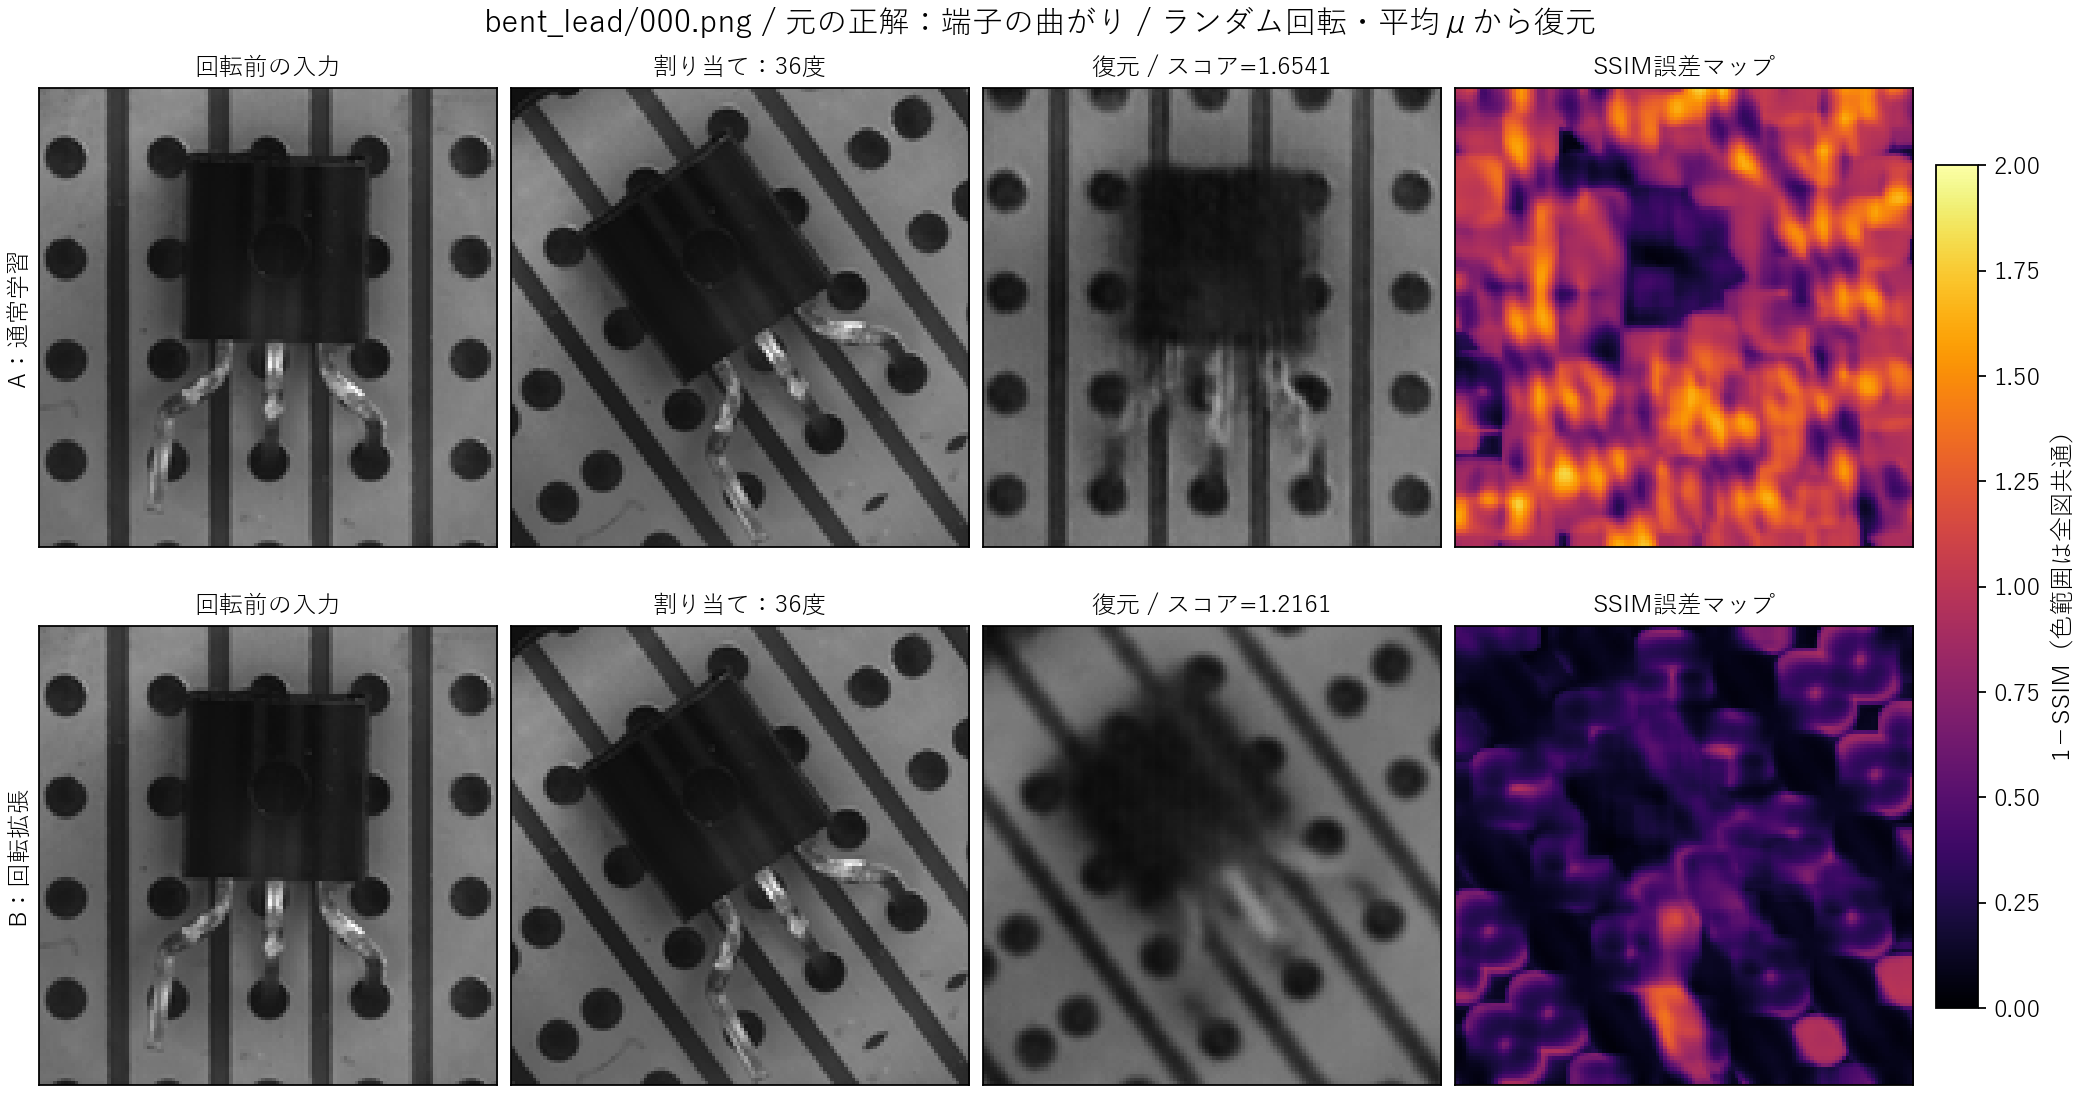 bent_lead/000.png / 元の正解：端子の曲がり / ランダム回転・平均μから復元
回転前の入力
割り当て：36度
復元 / スコア=1.6541
SSIM誤差マップ
A：通常学習
回転前の入力
割り当て：36度
復元 / スコア=1.2161
SSIM誤差マップ
B：回転拡張
2.00
1.75
1.50
1.25
1.00
0.75
0.50
0.25
0.00
1−SSIM（色範囲は全図共通）